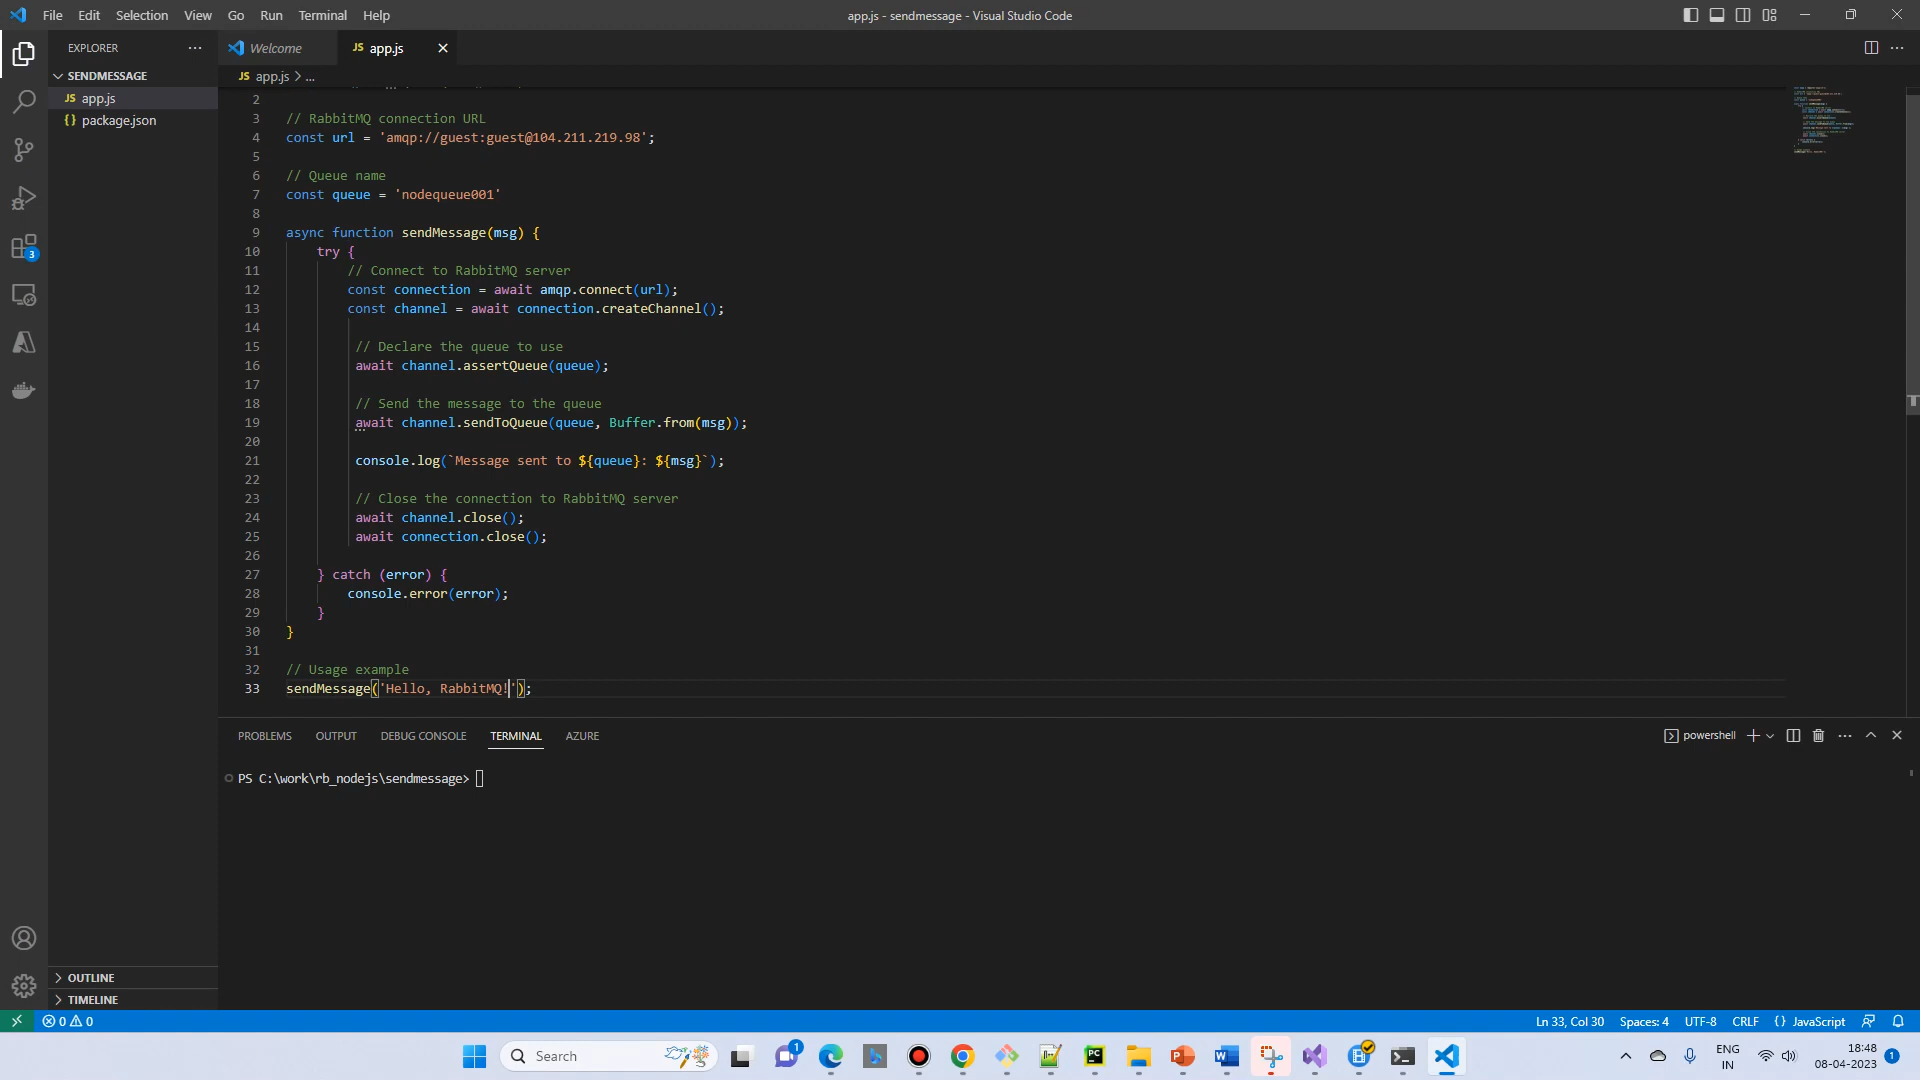 File Edit Selection View Go Run Terminal Help
app.js - sendmessage - Visual Studio Code
EXPLORER
Welcome
JS app.js
SENDMESSAGE
JS app.js > ...
JS app.js
{} package.json
2
3 // RabbitMQ connection URL
4 const url = 'amqp://guest:guest@104.211.219.98';
5
6 // Queue name
7 const queue = 'nodequeue001'
8
9 async function sendMessage(msg) {
10 try {
11 // Connect to RabbitMQ server
12 const connection = await amqp.connect(url);
13 const channel = await connection.createChannel();
14
15 // Declare the queue to use
16 await channel.assertQueue(queue);
17
18 // Send the message to the queue
19 await channel.sendToQueue(queue, Buffer.from(msg));
20
21 console.log(`Message sent to ${queue}: ${msg}`);
22
23 // Close the connection to RabbitMQ server
24 await channel.close();
25 await connection.close();
26
27 } catch (error) {
28 console.error(error);
29 }
30 }
31
32 // Usage example
33 sendMessage('Hello, RabbitMQ!');
PROBLEMS OUTPUT DEBUG CONSOLE TERMINAL AZURE
powershell
PS C:\work\rb_nodejs\sendmessage>
3
OUTLINE
TIMELINE
0 0
Ln 33, Col 30 Spaces: 4 UTF-8 CRLF {} JavaScript
Search
1
PC
ENG
IN
18:48
08-04-2023
1